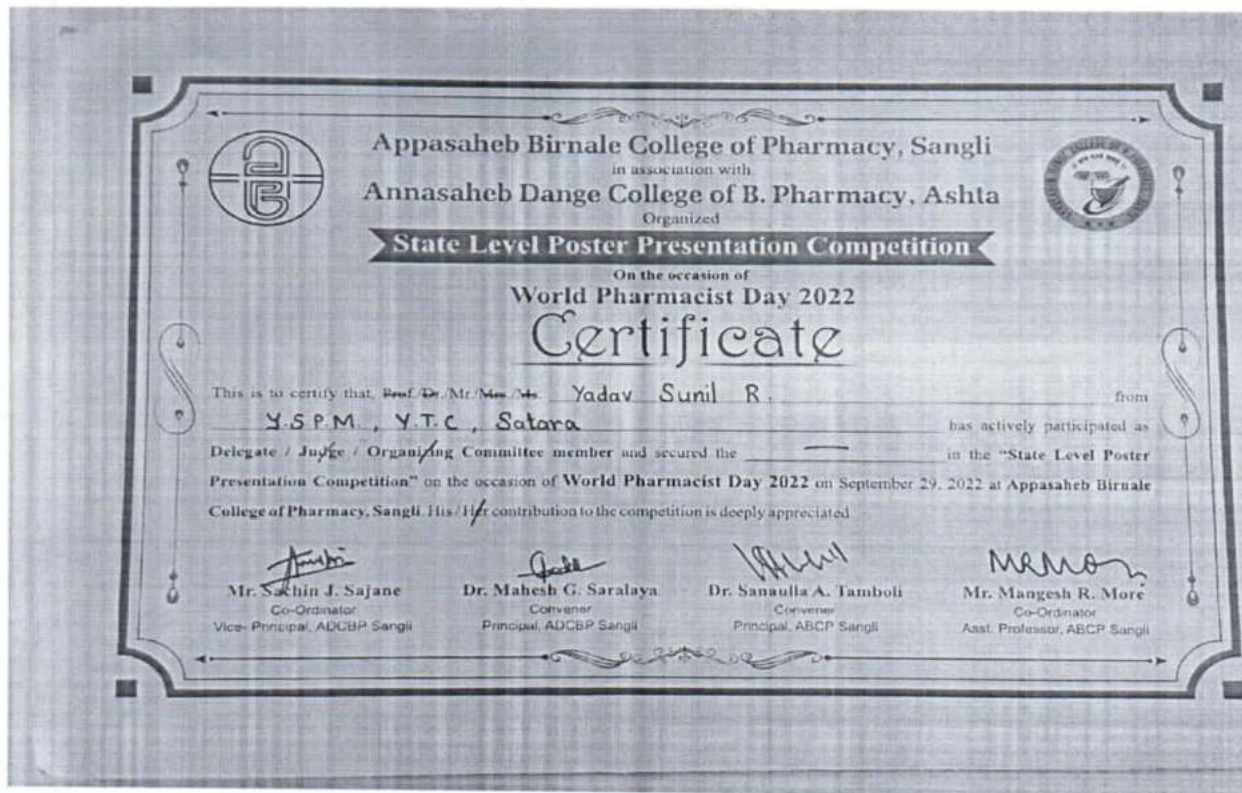 Appasaheb Birnale College of Pharmacy, Sangli
in association with
Annasaheb Dange College of B. Pharmacy, Ashta
Organized
State Level Poster Presentation Competition
On the occasion of
World Pharmacist Day 2022
Certificate
This is to certify that, Prof./Dr./Mr./Mrs./Ms. Yadav Sunil R. from
Y.S.P.M., Y.T.C, Satara has actively participated as
Delegate / Judge / Organizing Committee member and secured the — in the "State Level Poster
Presentation Competition" on the occasion of World Pharmacist Day 2022 on September 29, 2022 at Appasaheb Birnale
College of Pharmacy, Sangli. His / Her contribution to the competition is deeply appreciated
Mr. Sachin J. Sajane Dr. Mahesh G. Saralaya Dr. Sanaulla A. Tamboli Mr. Mangesh R. More
Co-Ordinator Convener Convener Co-Ordinator
Vice- Principal, ADCBP Sangli Principal, ADCBP Sangli Principal, ABCP Sangli Asst. Professor, ABCP Sangli